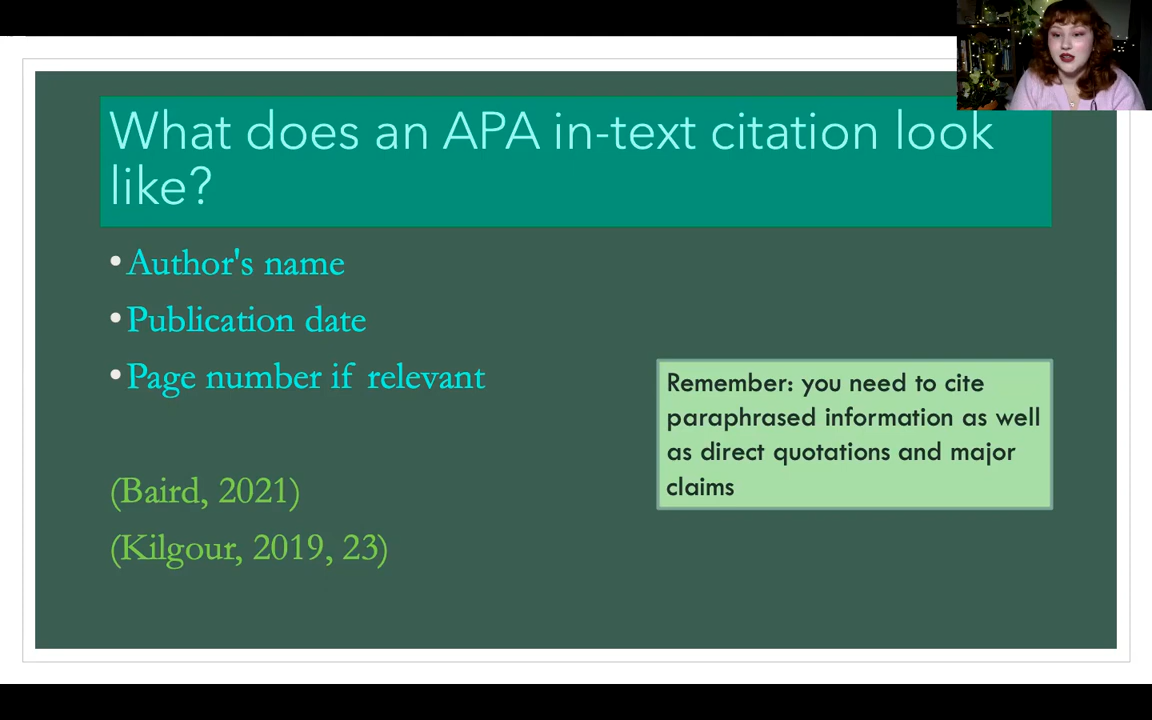 What does an APA in-text citation look
like?
•Author's name
•Publication date
•Page number if relevant
Remember: you need to cite
paraphrased information as well
as direct quotations and major
claims
(Baird, 2021)
(Kilgour, 2019, 23)